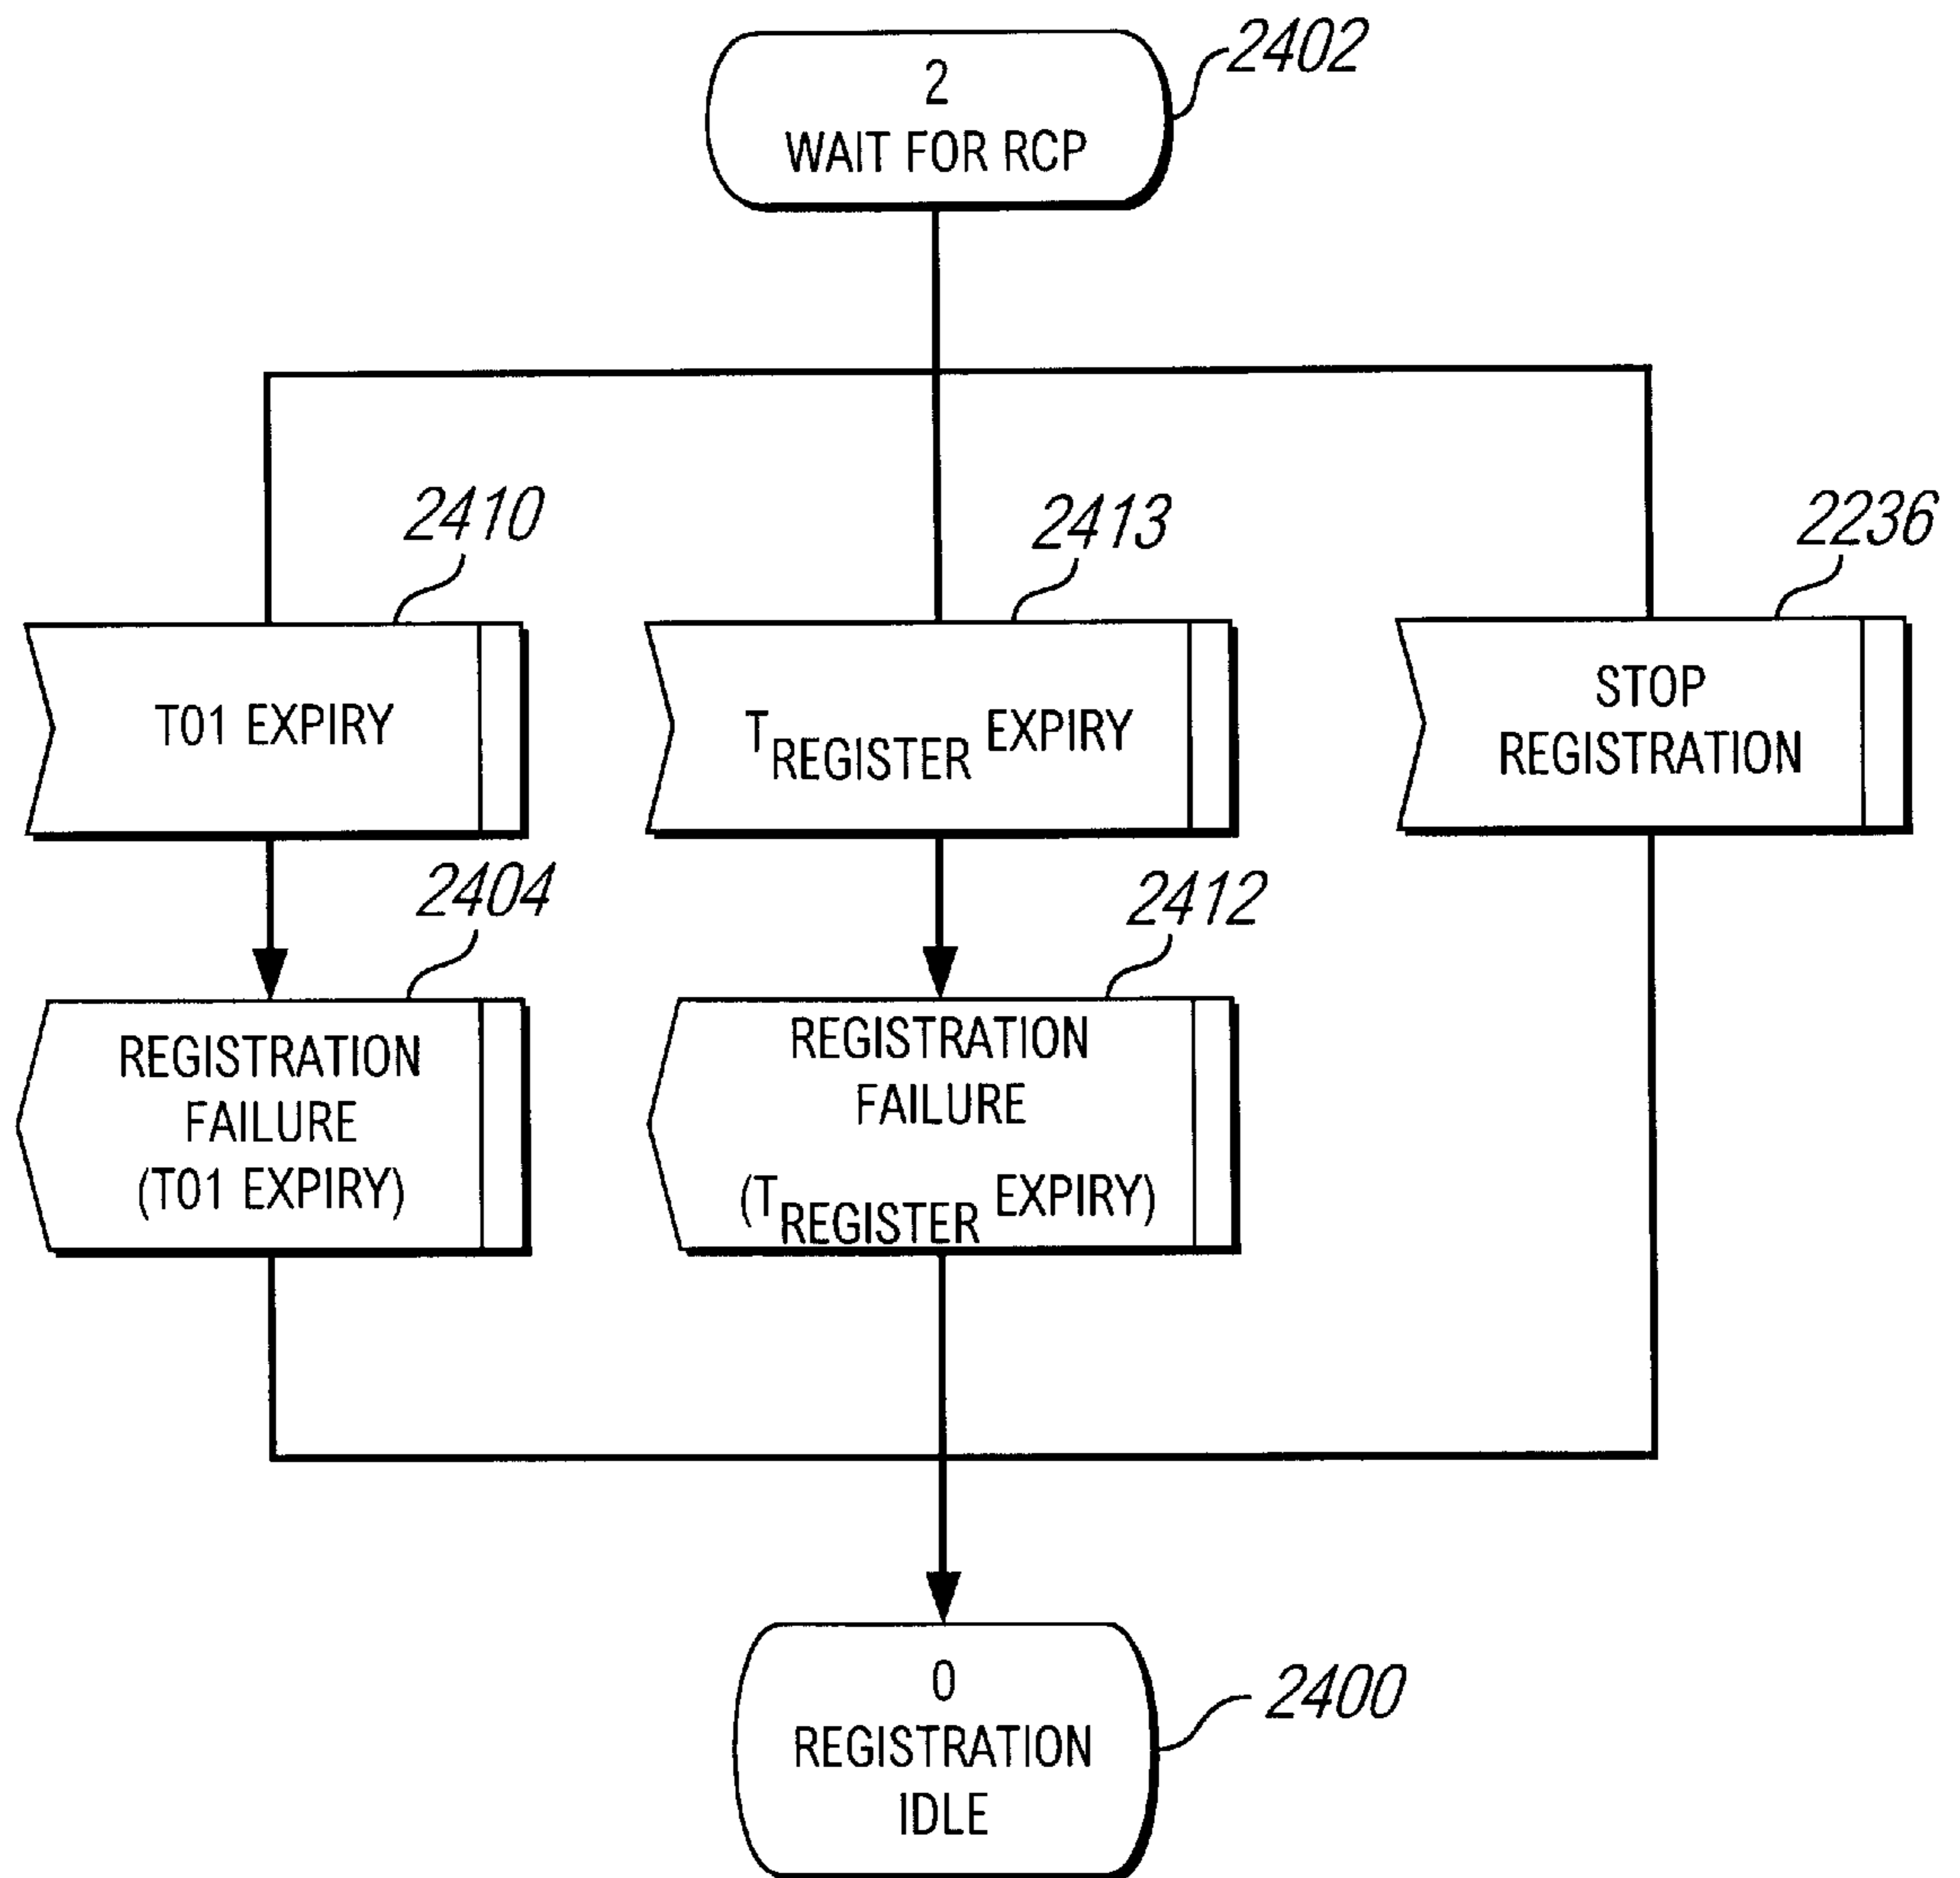 2402
2
WAIT FOR RCP
2410
2413
2236
T01 EXPIRY
TREGISTER EXPIRY
STOP
REGISTRATION
2404
2412
REGISTRATION
FAILURE
(T01 EXPIRY)
REGISTRATION
FAILURE
(TREGISTER EXPIRY)
0
REGISTRATION
IDLE
2400